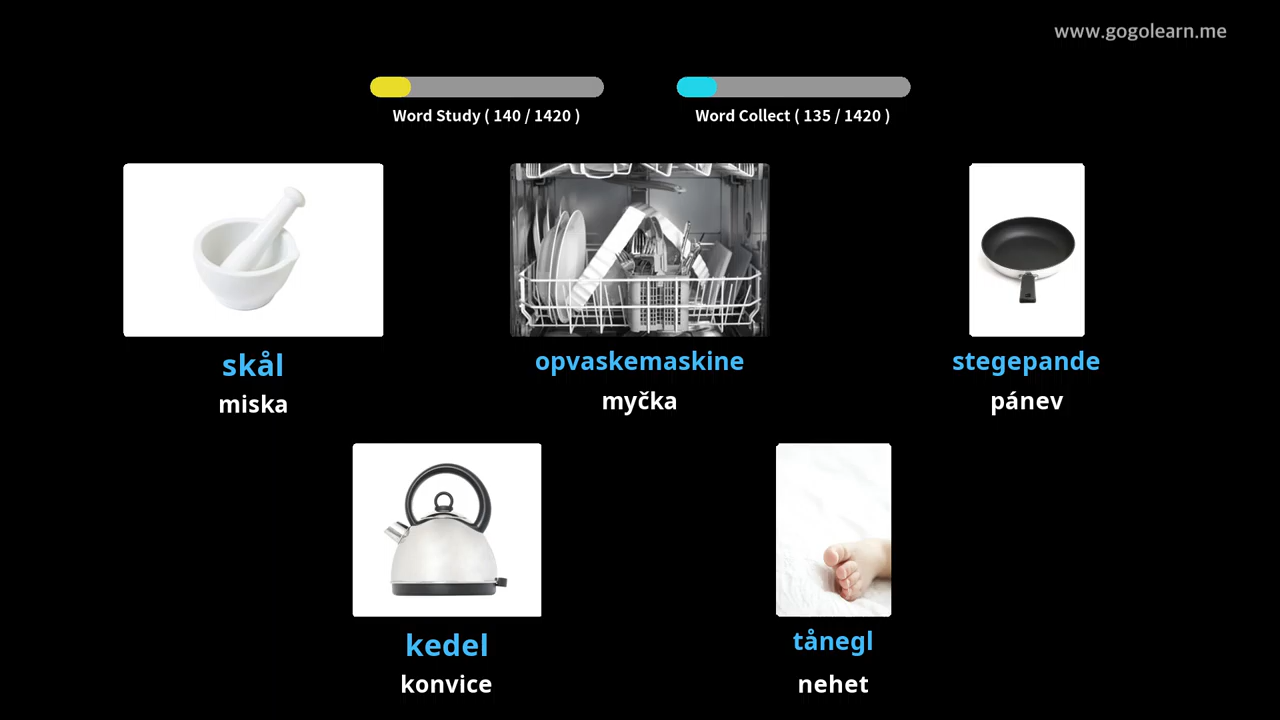 www.gogolearn.me
Word Study ( 140 / 1420 )
Word Collect ( 135 / 1420 )
skål
miska
opvaskemaskine
myčka
stegepande
pánev
kedel
konvice
tånegl
nehet